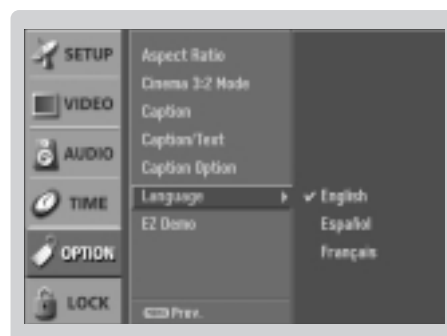 SETUP
VIDEO
AUDIO
TIME
OPTION
LOCK
Aspect Ratio
Cinema 3:2 Mode
Caption
Caption/Text
Caption Option
Language
EZ Demo
Prev.
English
Español
Français